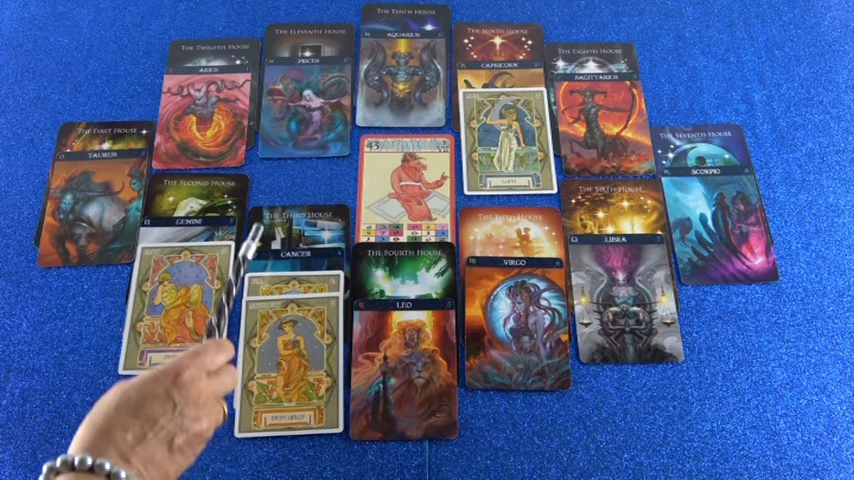 THE TENTH HOUSE
AQUARIUS
THE ELEVENTH HOUSE
PISCES
THE NINTH HOUSE
CAPRICORN
THE TWELFTH HOUSE
ARIES
THE EIGHTH HOUSE
SAGITTARIUS
THE FIRST HOUSE
TAURUS
THE SEVENTH HOUSE
SCORPIO
43
THE SECOND HOUSE
GEMINI
THE THIRD HOUSE
CANCER
THE FOURTH HOUSE
LEO
THE FIFTH HOUSE
VIRGO
THE SIXTH HOUSE
LIBRA